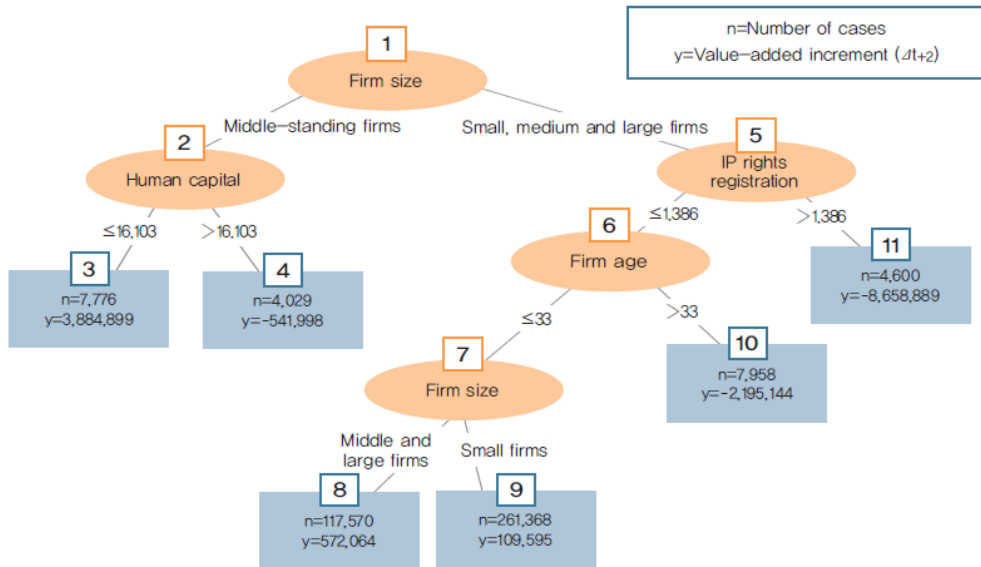 n=Number of cases
y=Value-added increment (Δt+2)
1
Firm size
Middle-standing firms
Small, medium and large firms
2
Human capital
5
IP rights
registration
≤16,103
>16,103
≤1,386
>1,386
3
n=7,776
y=3,884,899
4
n=4,029
y=-541,998
6
Firm age
11
n=4,600
y=-8,658,889
≤33
>33
7
Firm size
10
n=7,958
y=-2,195,144
Middle and
large firms
Small firms
8
n=117,570
y=572,064
9
n=261,368
y=109,595